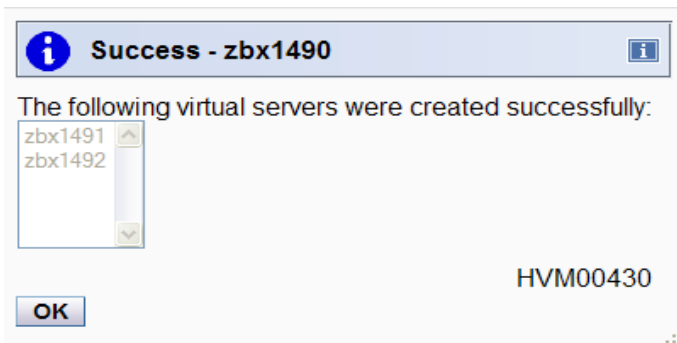 Success - zbx1490
The following virtual servers were created successfully:
zbx1491
zbx1492
HVM00430
OK